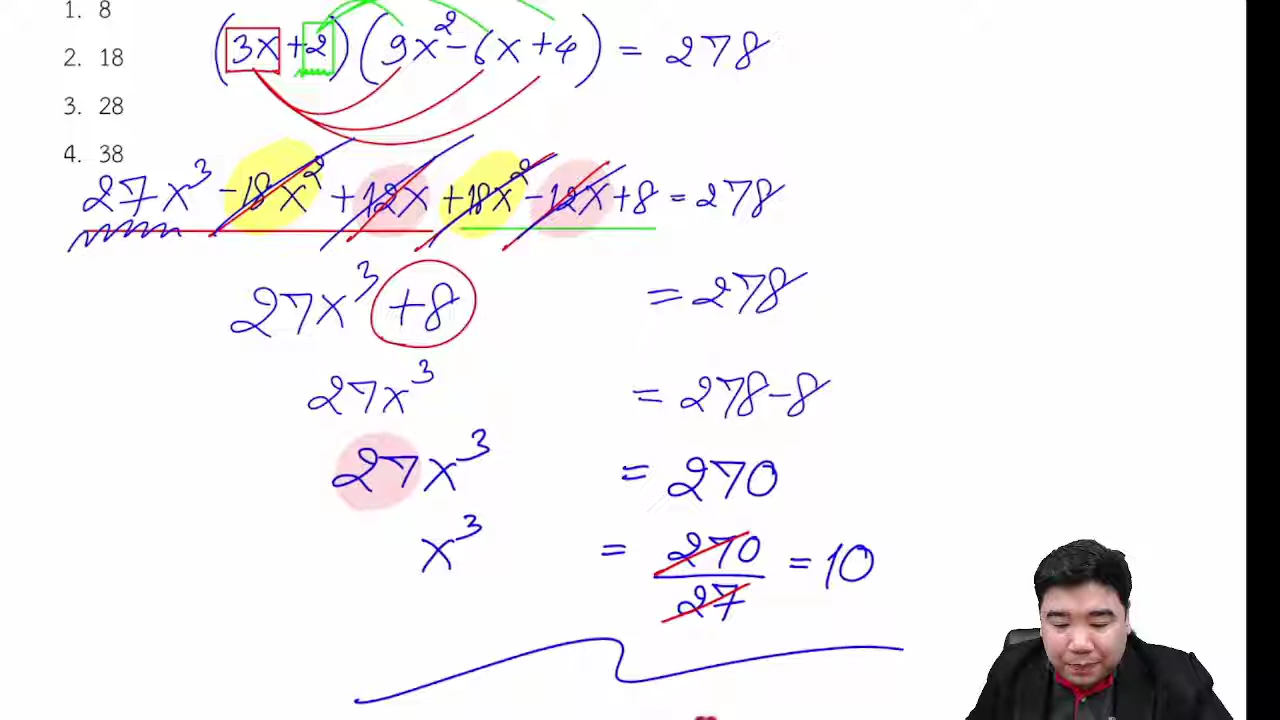 1. 8
(3x+2)(9x²-6x+4) = 278
2. 18
3. 28
4. 38
27x³ -18x² +12x +18x² -12x +8 = 278
27x³ +8 = 278
27x³ = 278-8
27x³ = 270
x³ = 270/27 = 10